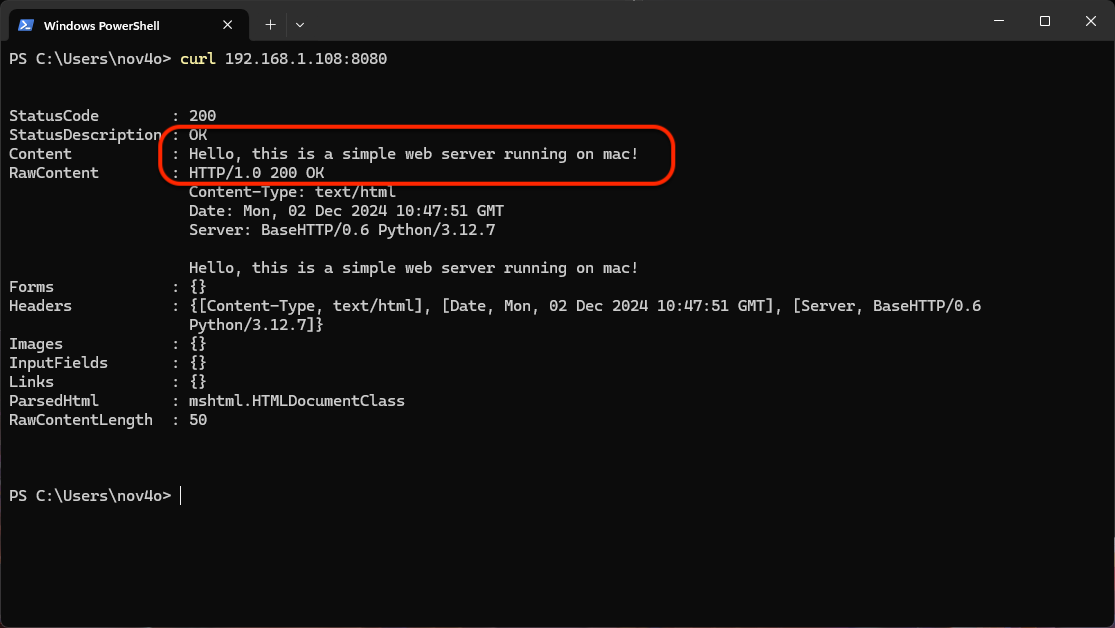 Windows PowerShell
PS C:\Users\nov4o> curl 192.168.1.108:8080
StatusCode : 200
StatusDescription : OK
Content : Hello, this is a simple web server running on mac!
RawContent : HTTP/1.0 200 OK
Content-Type: text/html
Date: Mon, 02 Dec 2024 10:47:51 GMT
Server: BaseHTTP/0.6 Python/3.12.7
Hello, this is a simple web server running on mac!
Forms : {}
Headers : {[Content-Type, text/html], [Date, Mon, 02 Dec 2024 10:47:51 GMT], [Server, BaseHTTP/0.6
Python/3.12.7]}
Images : {}
InputFields : {}
Links : {}
ParsedHtml : mshtml.HTMLDocumentClass
RawContentLength : 50
PS C:\Users\nov4o>